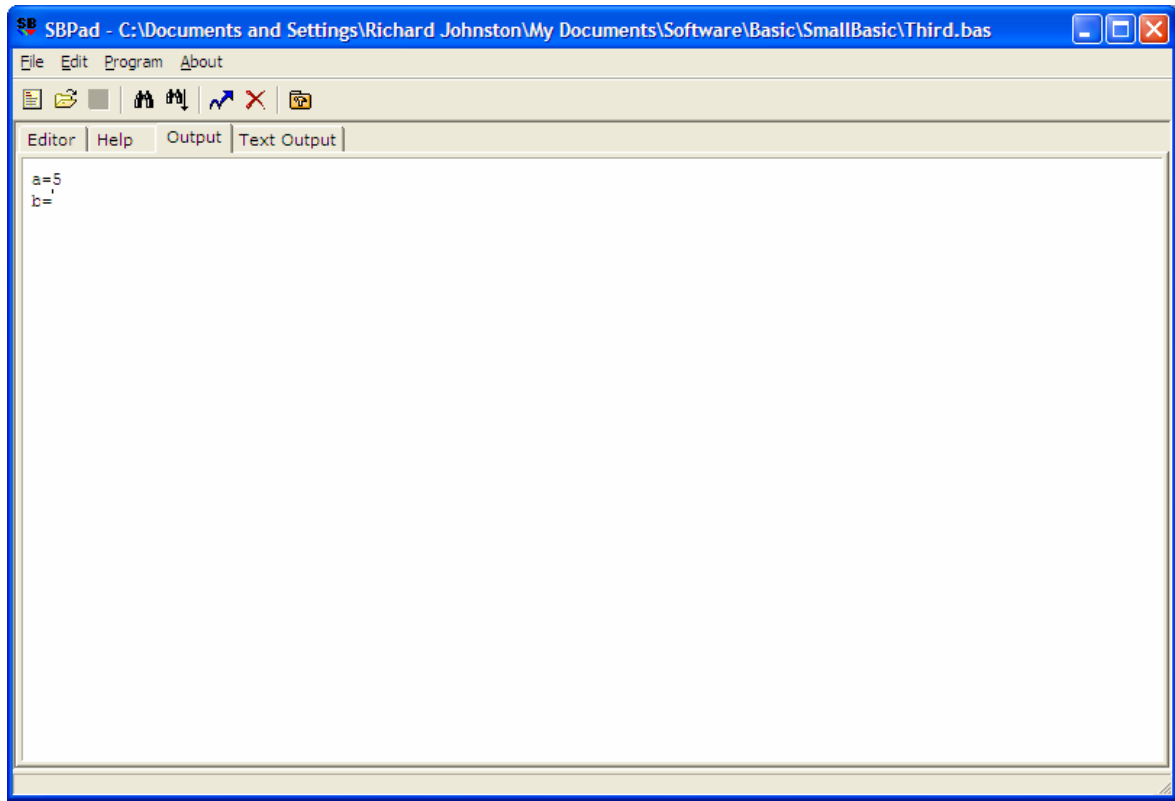 SBPad - C:\Documents and Settings\Richard Johnston\My Documents\Software\Basic\SmallBasic\Third.bas
File Edit Program About
Editor Help Output Text Output
a=5
b=